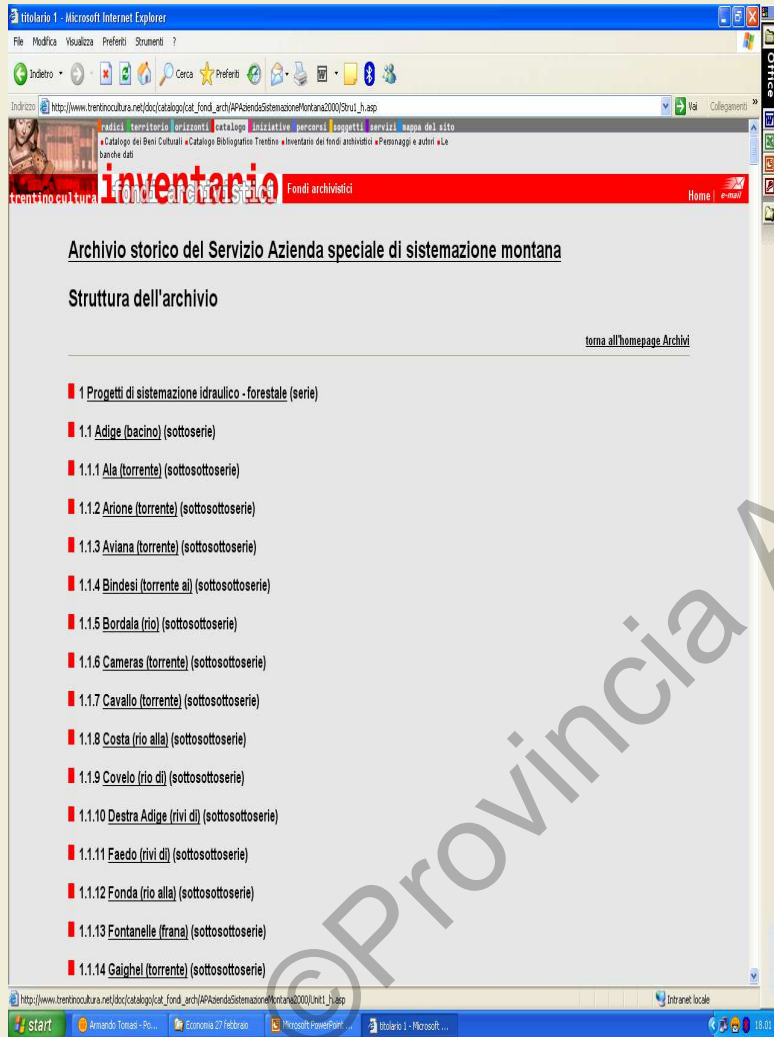 titolario 1 - Microsoft Internet Explorer
File Modifica Visualizza Preferiti Strumenti ?
Indietro Cerca Preferiti
Indirizzo http://www.trentinocultura.net/doc/catalogo/cat_fondi_arch/APAziendaSistemazioneMontana2000/Stru1_h.asp Vai Collegamenti »
Office
radici territorio orizzonti catalogo iniziative percorsi soggetti servizi mappa del sito
Catalogo dei Beni Culturali Catalogo Bibliografico Trentino Inventario dei fondi archivistici Personaggi e autori Le
banche dati
trentino cultura inventario fondi archivistici Fondi archivistici Home | e-mail
Archivio storico del Servizio Azienda speciale di sistemazione montana
Struttura dell'archivio
torna all'homepage Archivi
1 Progetti di sistemazione idraulico - forestale (serie)
1.1 Adige (bacino) (sottoserie)
1.1.1 Ala (torrente) (sottosottoserie)
1.1.2 Arione (torrente) (sottosottoserie)
1.1.3 Aviana (torrente) (sottosottoserie)
1.1.4 Bindesi (torrente ai) (sottosottoserie)
1.1.5 Bordala (rio) (sottosottoserie)
1.1.6 Cameras (torrente) (sottosottoserie)
1.1.7 Cavallo (torrente) (sottosottoserie)
1.1.8 Costa (rio alla) (sottosottoserie)
1.1.9 Covelo (rio di) (sottosottoserie)
1.1.10 Destra Adige (rivi di) (sottosottoserie)
1.1.11 Faedo (rivi di) (sottosottoserie)
1.1.12 Fonda (rio alla) (sottosottoserie)
1.1.13 Fontanelle (frana) (sottosottoserie)
1.1.14 Gaighel (torrente) (sottosottoserie)
©Provincia A
http://www.trentinocultura.net/doc/catalogo/cat_fondi_arch/APAziendaSistemazioneMontana2000/Unit1_h.asp Intranet locale
start Armando Tomasi - Po... Economia 27 febbraio Microsoft PowerPoint ... titolario 1 - Microsoft ... 18.01